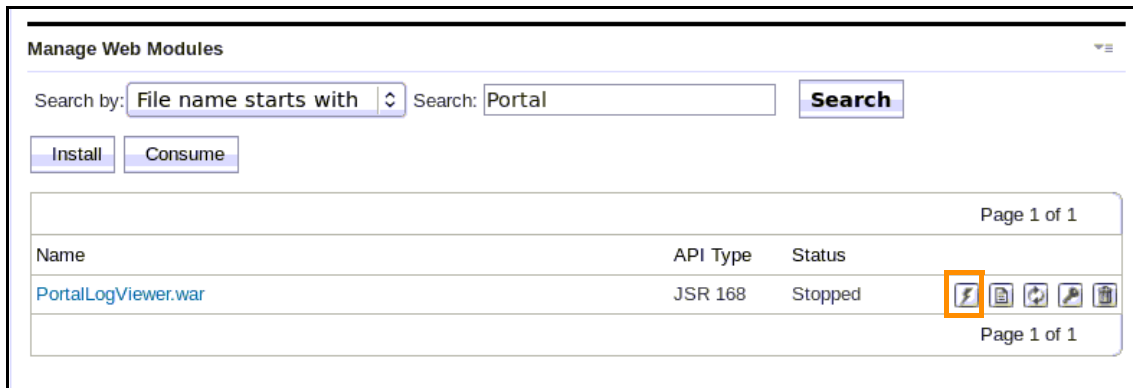 Manage Web Modules
Search by: File name starts with Search: Portal Search
Install Consume
Page 1 of 1
Name API Type Status
PortalLogViewer.war JSR 168 Stopped
Page 1 of 1